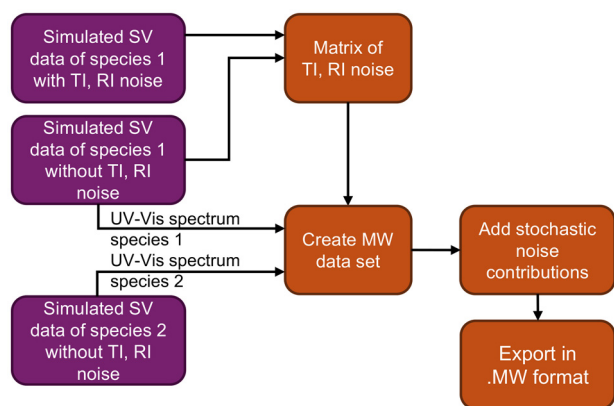 Simulated SV
data of species 1
with TI, RI noise
Matrix of
TI, RI noise
Simulated SV
data of species 1
without TI, RI
noise
UV-Vis spectrum
species 1
UV-Vis spectrum
species 2
Create MW
data set
Add stochastic
noise
contributions
Simulated SV
data of species 2
without TI, RI
noise
Export in
.MW format